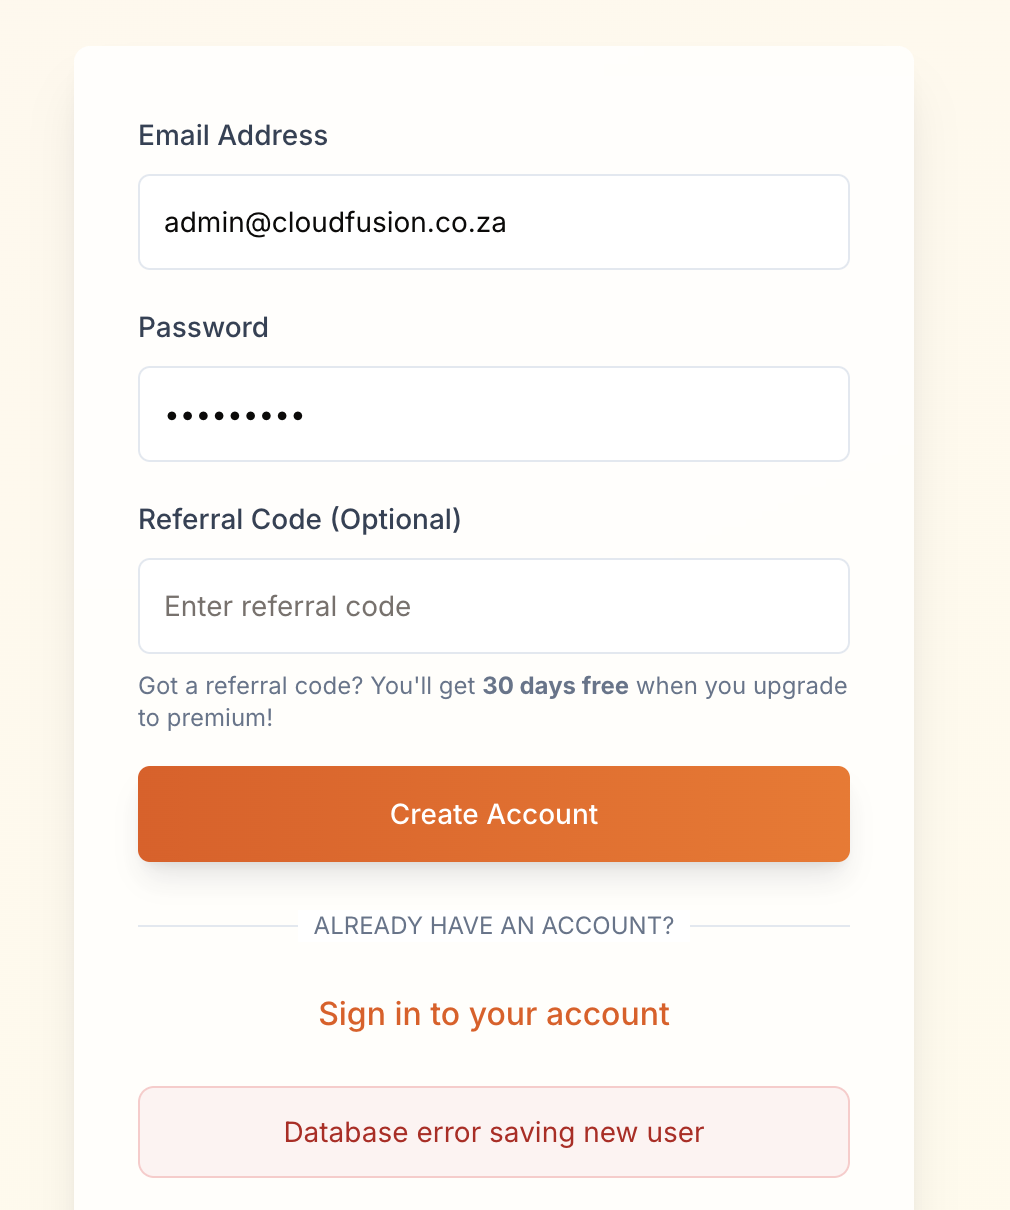 Email Address
admin@cloudfusion.co.za
Password
•••••••••
Referral Code (Optional)
Enter referral code
Got a referral code? You'll get 30 days free when you upgrade
to premium!
Create Account
ALREADY HAVE AN ACCOUNT?
Sign in to your account
Database error saving new user